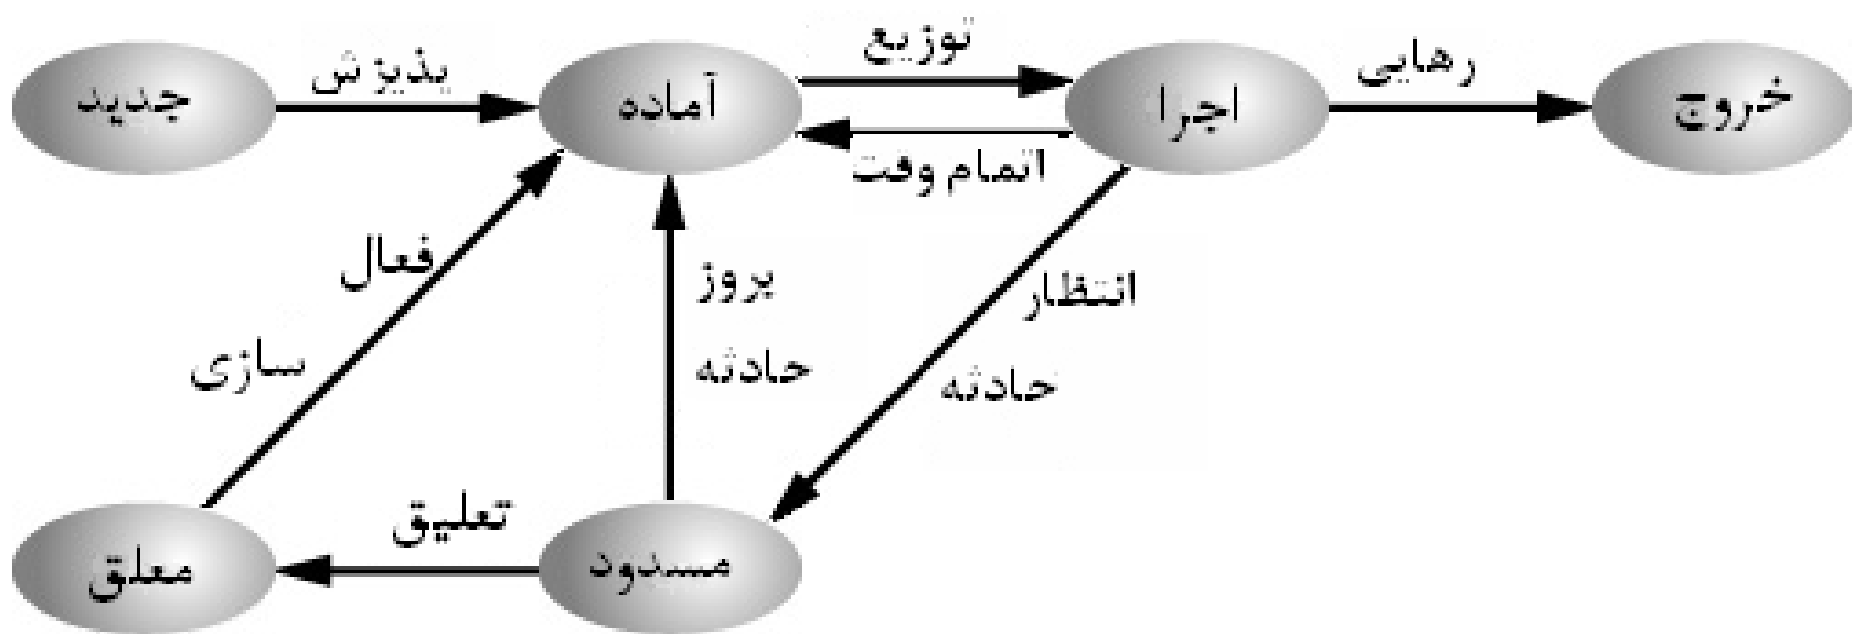 جدید
پذیرش
آماده
توزیع
اتمام وقت
اجرا
رهایی
خروج
فعال
سازی
بروز
حادثه
انتظار
حادثه
معلق
تعلیق
مسدود